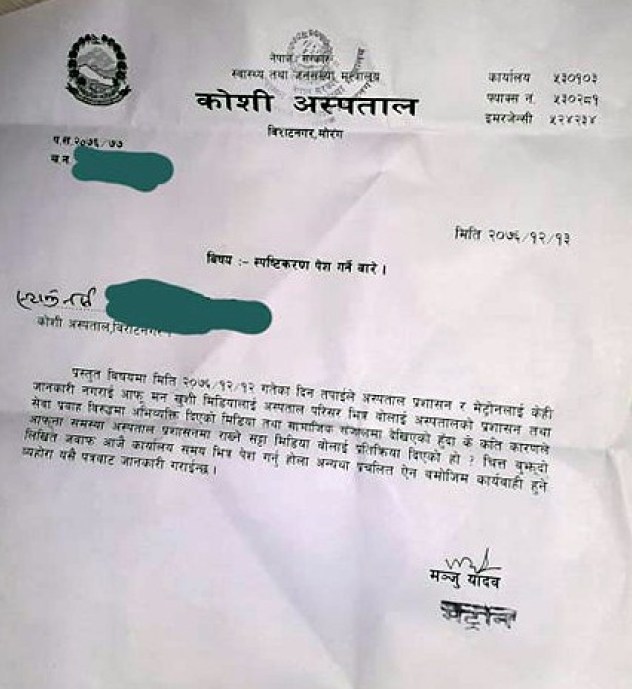 नेपाल सरकार
स्वास्थ्य तथा जनसंख्या मन्त्रालय
कोशी अस्पताल
विराटनगर,मोरंग
कार्यालय ५३०१०३
फ्याक्स न. ५३०२८१
इमरजेन्सी ५२४२३४
प.स.२०७६/७७
च.न.
मिति २०७६/१२/१३
विषय :- स्पष्टिकरण पेश गर्ने बारे ।
स्टाफ नर्स
कोशी अस्पताल,विराटनगर ।
प्रस्तुत विषयमा मिति २०७६/१२/१२ गतेका दिन तपाईले अस्पताल प्रशासन र मेट्रोनलाई केही
जानकारी नगराई आफू मन खुशी मिडियालाई अस्पताल परिसर भित्र बोलाई अस्पतालको प्रशासन तथा
सेवा प्रवाह विरुद्धमा अभिव्यक्ति दिएको मिडिया तथा सामाजिक संजालमा देखिएको हुँदा के कति कारणले
आफूला समस्या अस्पताल प्रशासनमा राख्ने सट्टा मिडिया बोलाई प्रतिक्रिया दिएको हो ? चित्त बुझ्दो
लिखित जवाफ आजै कार्यालय समय भित्र पेश गर्नु होला अन्यथा प्रचलित ऐन बमोजिम कार्यवाही हुने
व्यहोरा यसै पत्रबाट जानकारी गराईन्छ ।
मञ्जु यादव
मेट्रोन